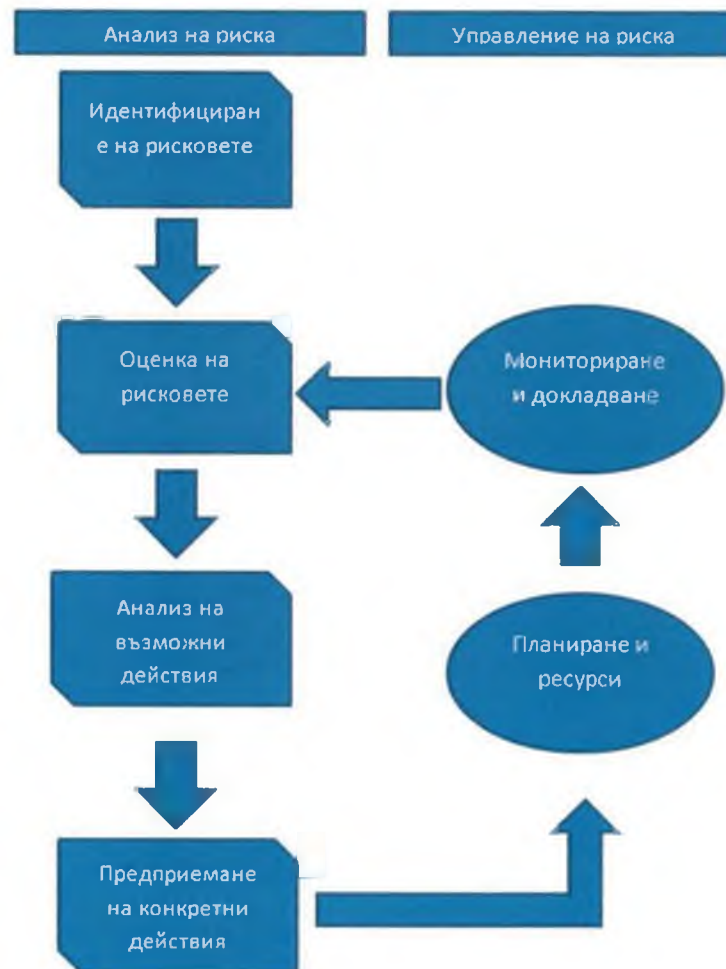 Анализ на риска
Управление на риска
Идентифициран
е на рисковете
Оценка на
рисковете
Мониториране
и докладване
Анализ на
възможни
действия
Планиране и
ресурси
Предприемане
на конкретни
действия